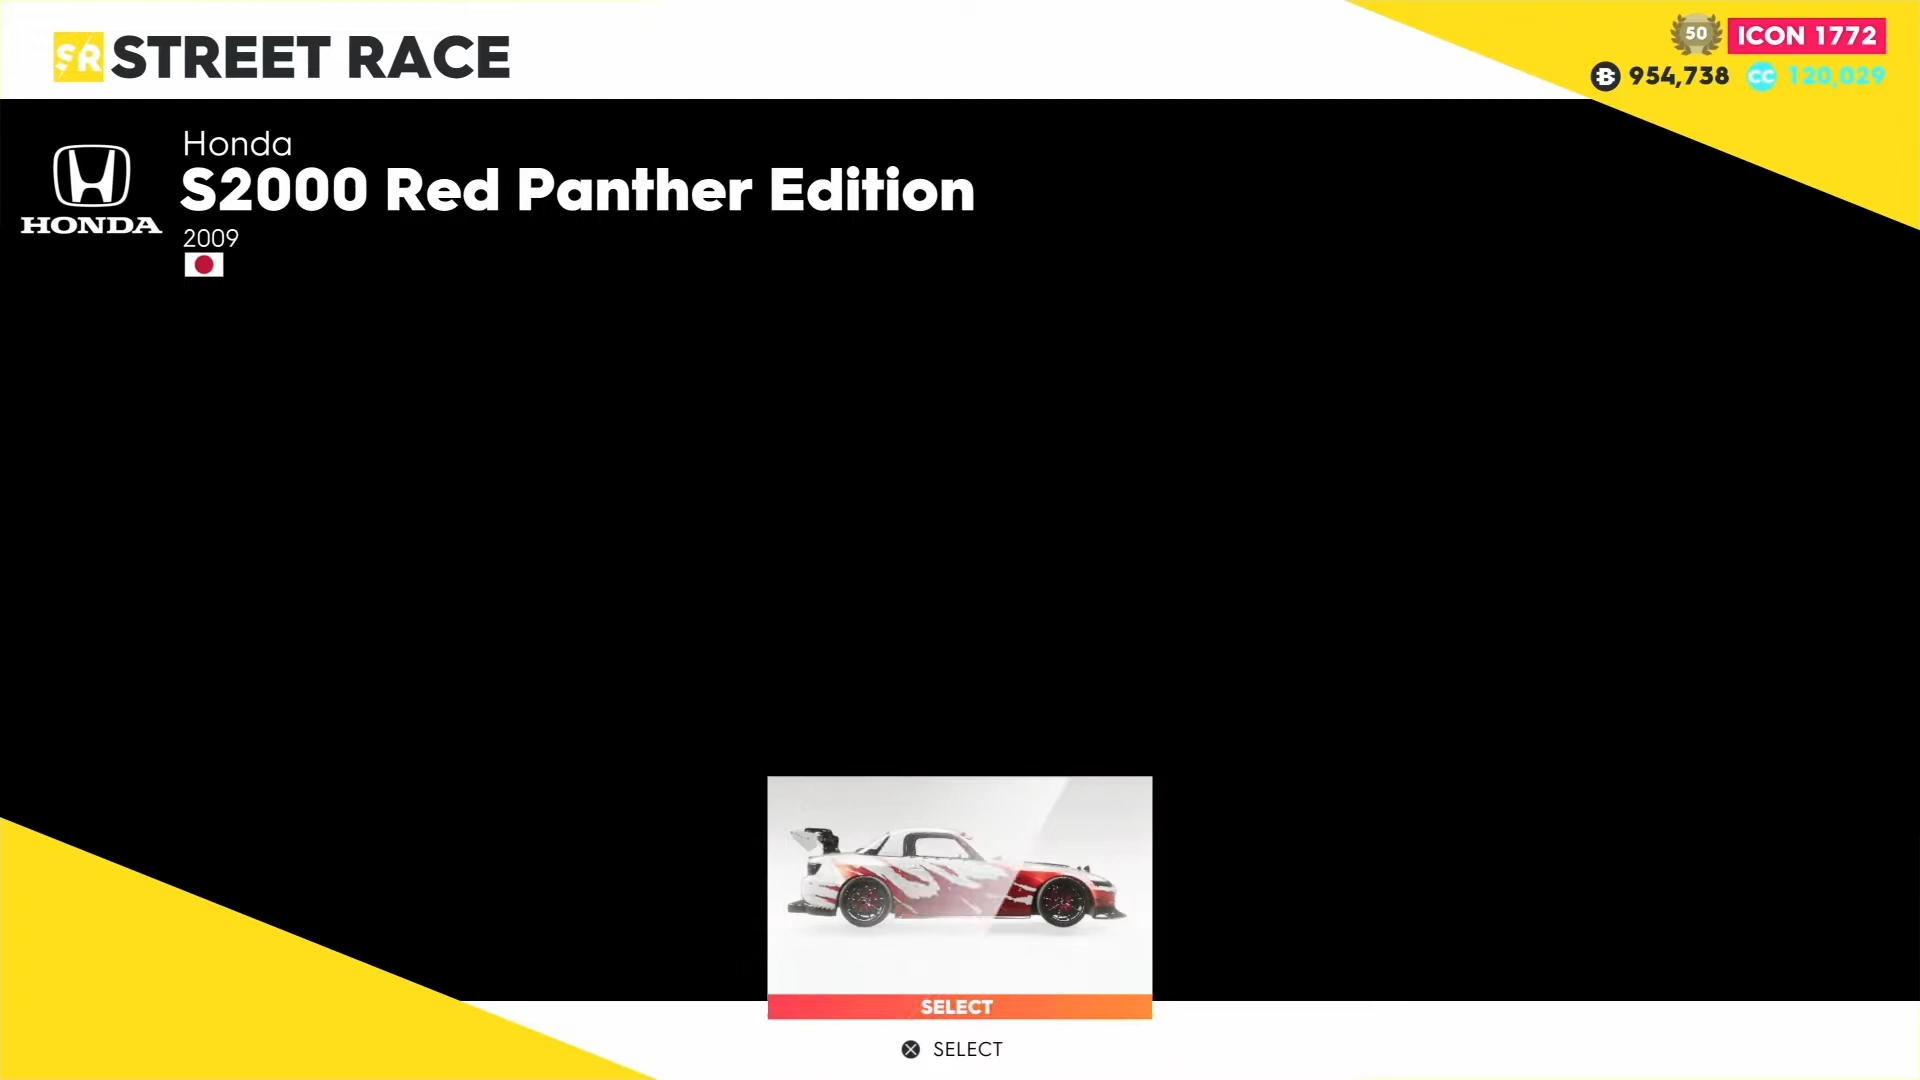 SR STREET RACE
50 ICON 1772
954,738 CC 120,029
Honda
S2000 Red Panther Edition
HONDA
2009
SELECT
SELECT